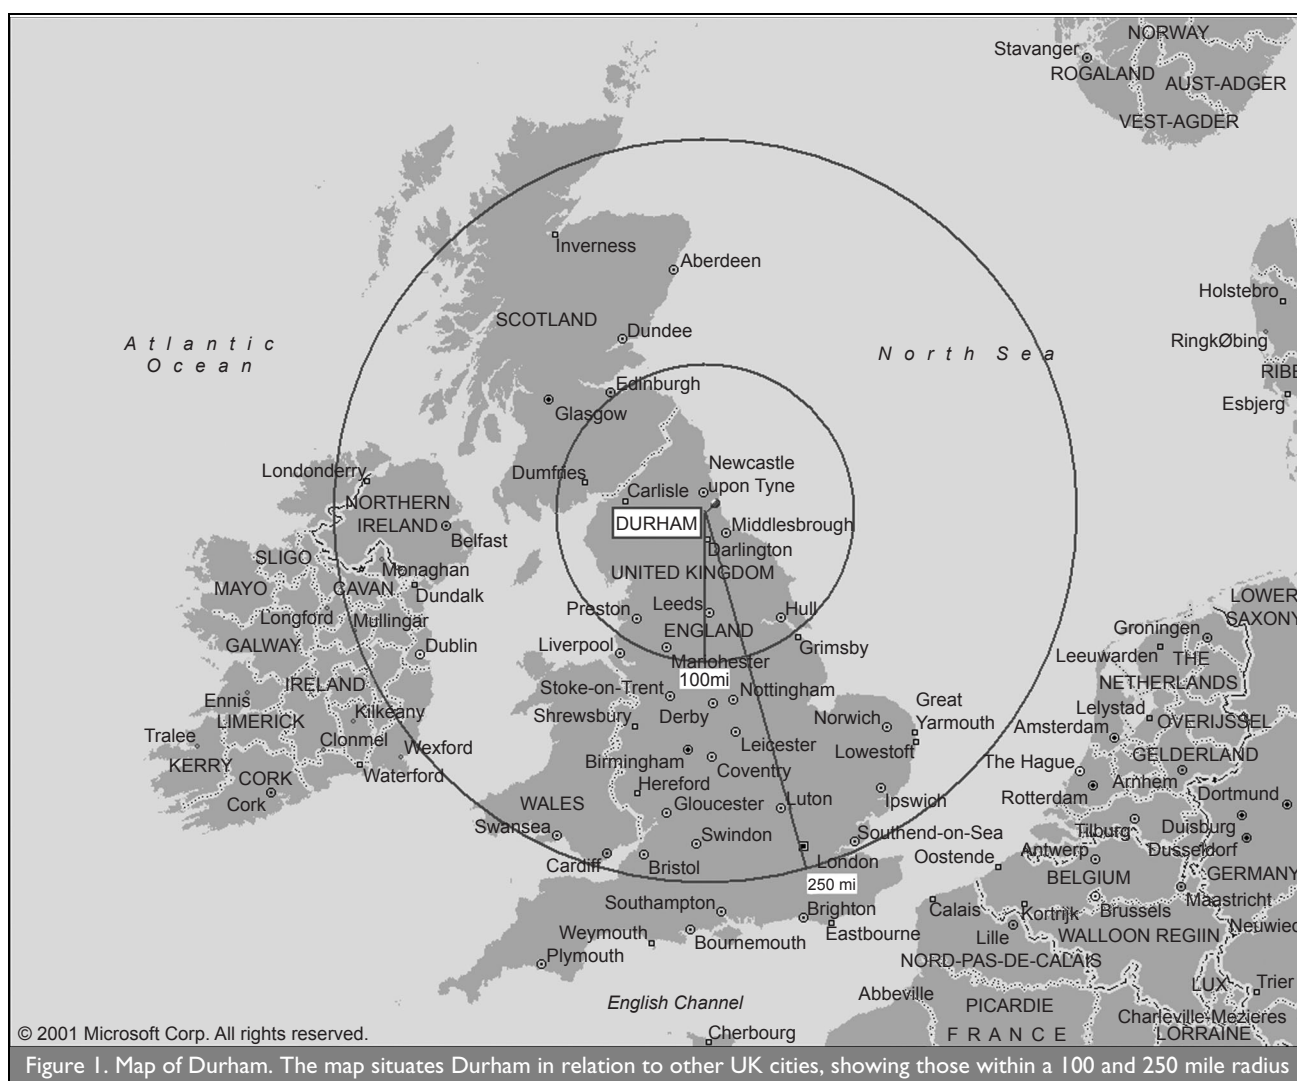 NORWAY
Stavanger
ROGALAND
AUST-ADGER
VEST-AGDER
Inverness
Aberdeen
Holstebro
SCOTLAND
Dundee
Atlantic
Ocean
North Sea
RingkØbing
RIBE
Edinburgh
Esbjerg
Glasgow
Londonderry
Dumfries
Newcastle
upon Tyne
Carlisle
NORTHERN
IRELAND
DURHAM
Middlesbrough
Belfast
Darlington
SLIGO
Monaghan
UNITED KINGDOM
MAYO
CAVAN
Dundalk
LOWER
SAXONY
Longford
Mullingar
Preston
Leeds
Hull
ENGLAND
Groningen
GALWAY
Dublin
Liverpool
Grimsby
Leeuwarden
THE
NETHERLANDS
Manchester
100mi
IRELAND
Stoke-on-Trent
Nottingham
Ennis
Great
Yarmouth
Lelystad
LIMERICK
Kilkeany
Shrewsbury
Derby
Norwich
Amsterdam
OVERIJSSEL
Tralee
Clonmel
Wexford
Leicester
Lowestoft
KERRY
Waterford
Birmingham
Coventry
The Hague
GELDERLAND
CORK
Cork
Hereford
Arnhem
WALES
Gloucester
Luton
Ipswich
Rotterdam
Dortmund
Swansea
Swindon
Southend-on-Sea
Tilburg
Duisburg
Cardiff
Bristol
London
Oostende
Antwerp
Dusseldorf
250 mi
BELGIUM
GERMANY
Southampton
Brighton
Calais
Kortrijk
Brussels
Maastricht
Weymouth
Bournemouth
Eastbourne
Lille
WALLOON REGIIN
Neuwied
Plymouth
NORD-PAS-DE-CALAIS
English Channel
Abbeville
PICARDIE
LUX
Trier
Charleville-Mezieres
© 2001 Microsoft Corp. All rights reserved.
Cherbourg
FRANCE
LORRAINE
Figure 1. Map of Durham. The map situates Durham in relation to other UK cities, showing those within a 100 and 250 mile radius